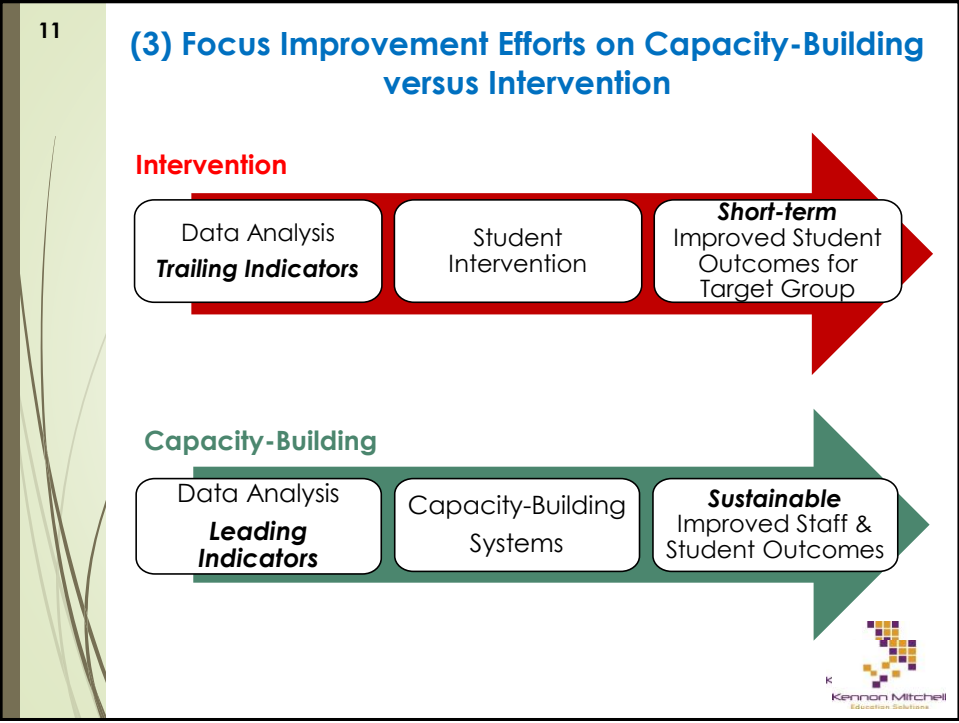 11
(3) Focus Improvement Efforts on Capacity-Building
versus Intervention
Intervention
Data Analysis
Trailing Indicators
Student
Intervention
Short-term
Improved Student
Outcomes for
Target Group
Capacity-Building
Data Analysis
Leading
Indicators
Capacity-Building
Systems
Sustainable
Improved Staff &
Student Outcomes
K
Kennon Mitchell
Education Solutions